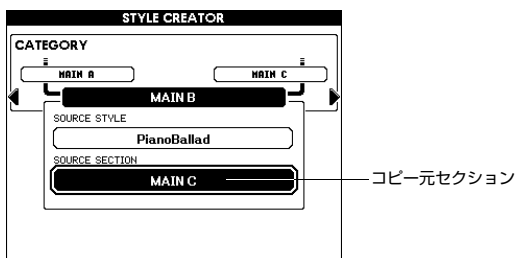 STYLE CREATOR
CATEGORY
MAIN A
MAIN C
MAIN B
SOURCE STYLE
PianoBallad
SOURCE SECTION
MAIN C
コピー元セクション